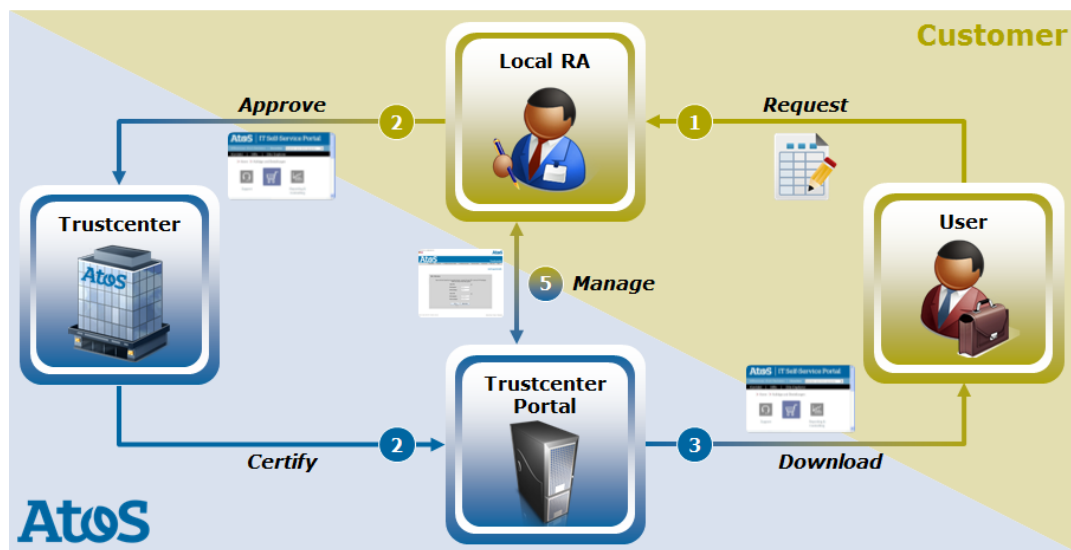 Customer
Local RA
Approve
2
1
Request
AtoS | IT Self-Service Portal
Trustcenter
AtoS
User
AtoS
5
Manage
Trustcenter
Portal
AtoS | IT Self-Service Portal
2
3
Certify
Download
AtoS